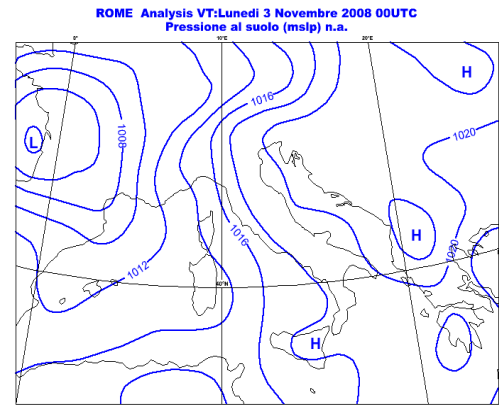 ROME Analysis VT:Lunedi 3 Novembre 2008 00UTC
Pressione al suolo (mslp) n.a.
0° 10°E 20°E
H
1016
1008
1020
L
H
1016
1020
1012
40°N
H